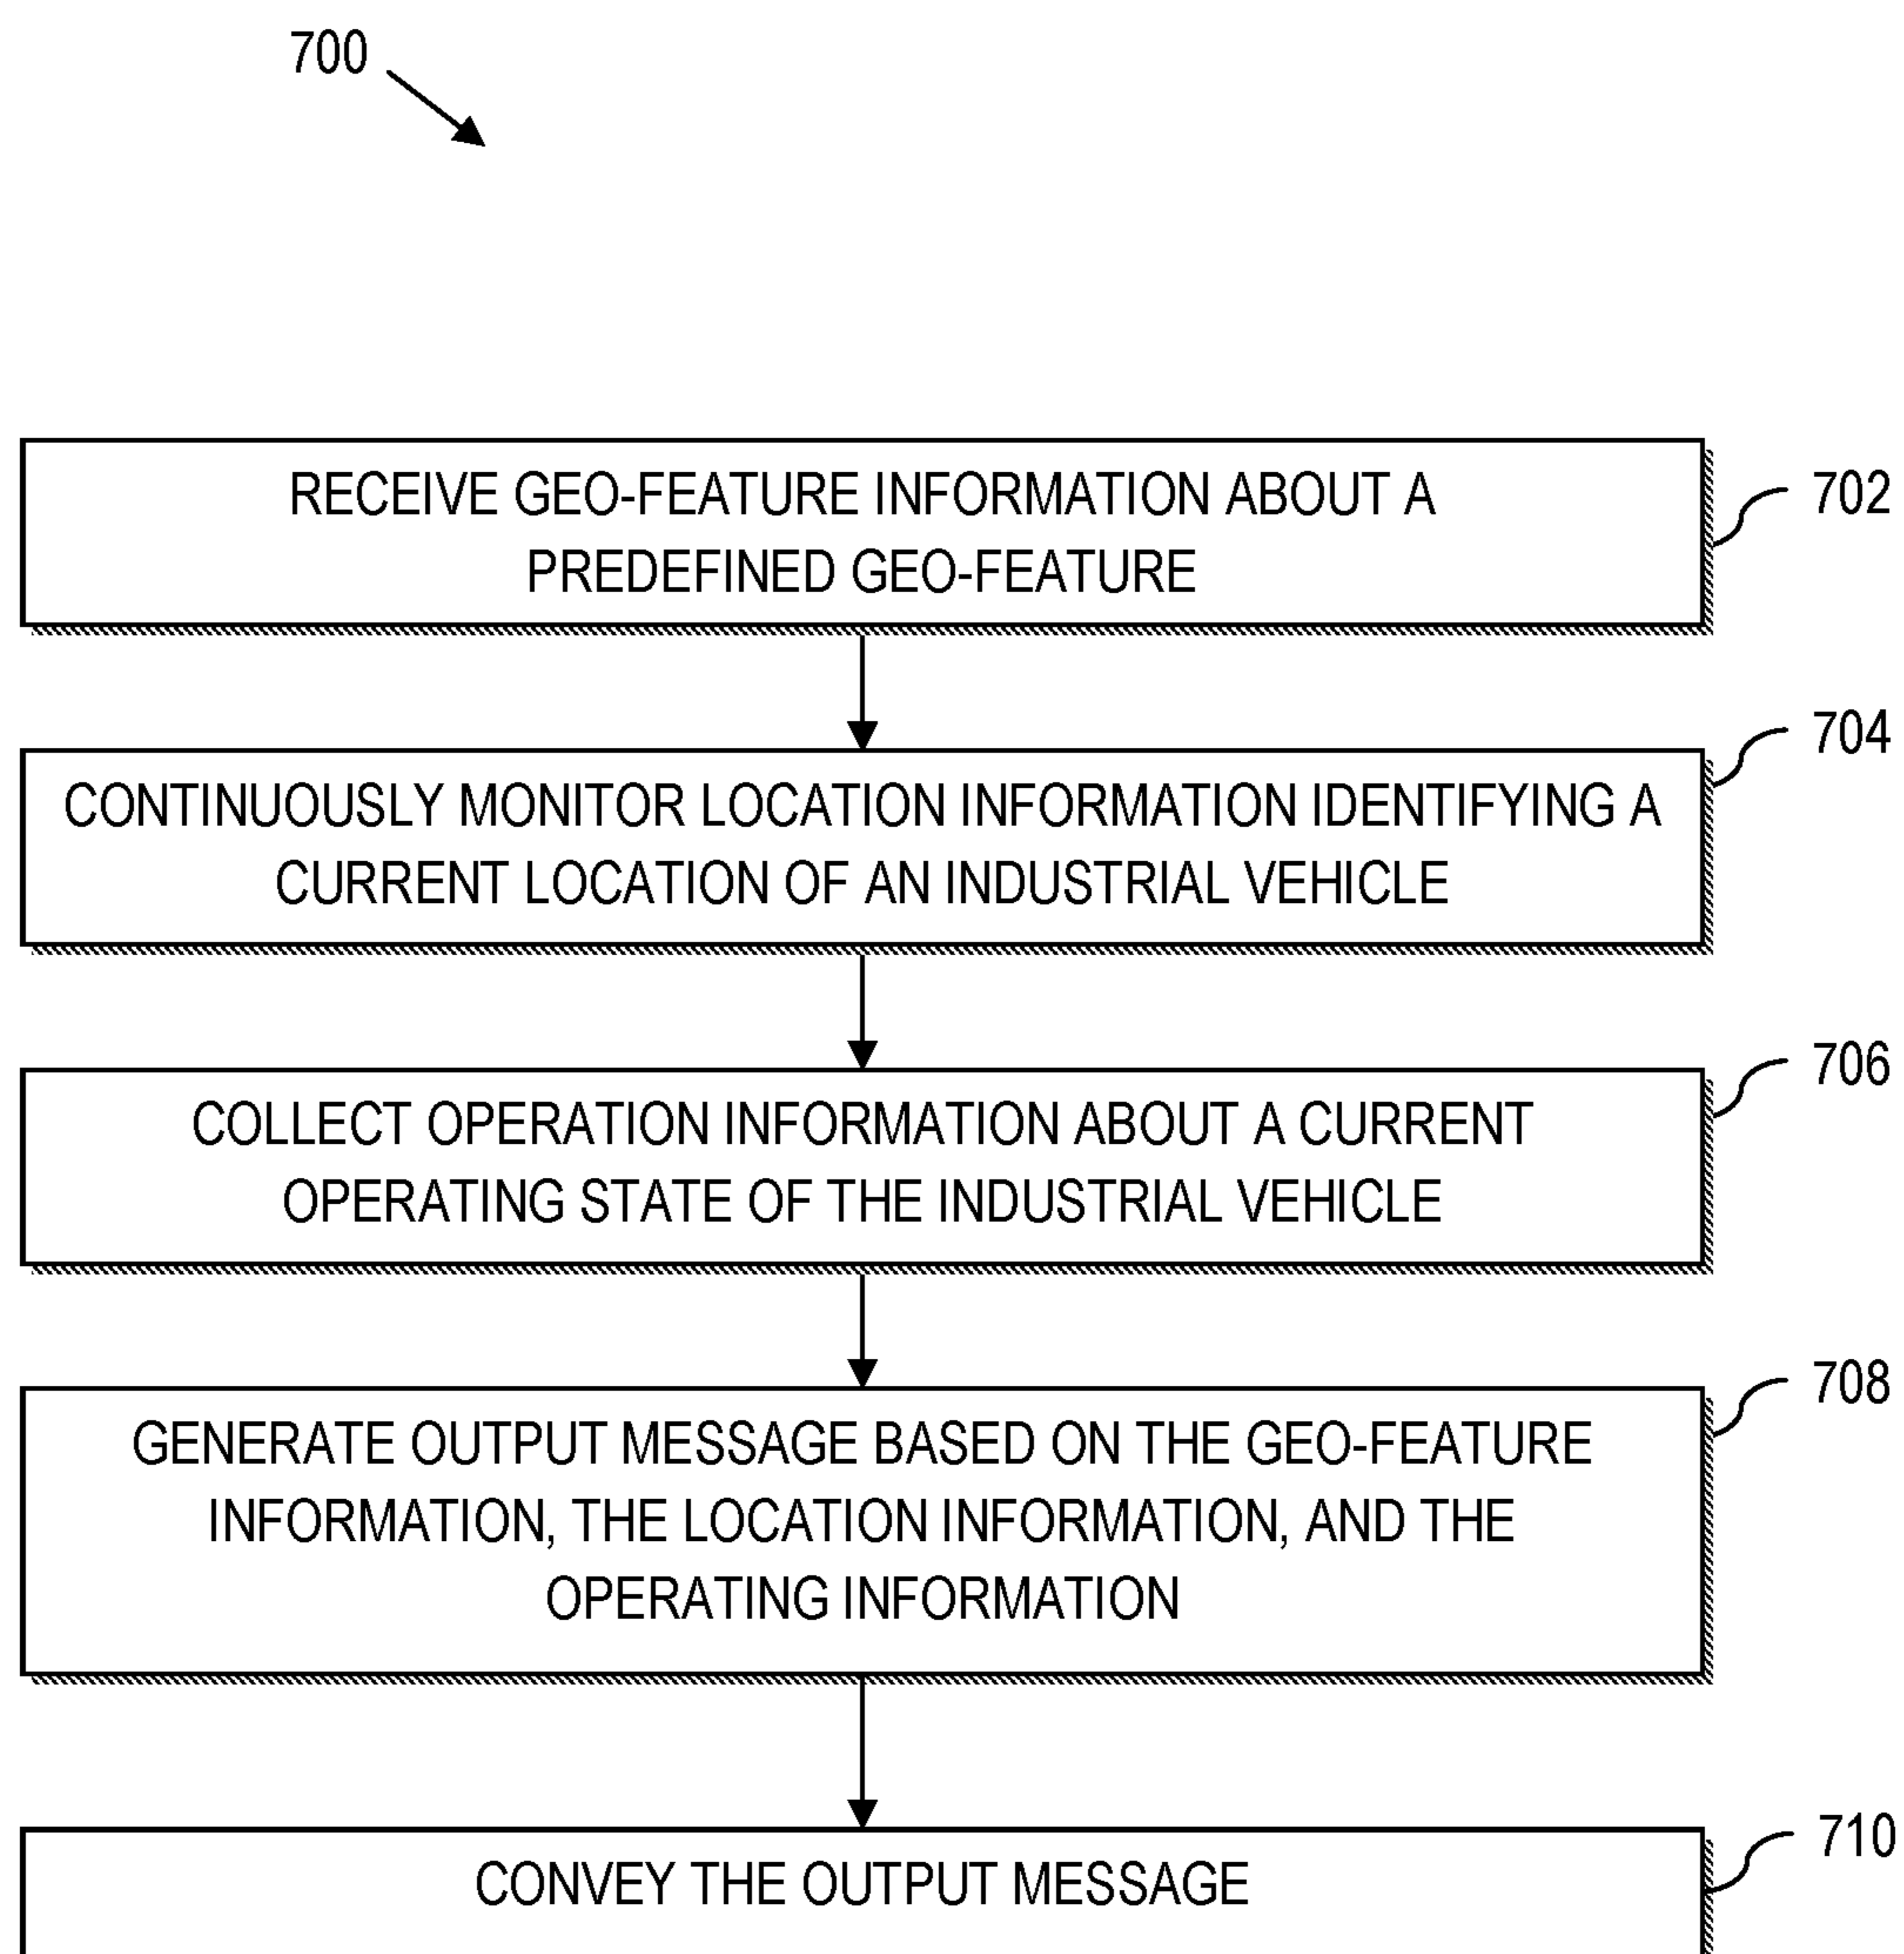 700
RECEIVE GEO-FEATURE INFORMATION ABOUT A
PREDEFINED GEO-FEATURE
702
CONTINUOUSLY MONITOR LOCATION INFORMATION IDENTIFYING A
CURRENT LOCATION OF AN INDUSTRIAL VEHICLE
704
COLLECT OPERATION INFORMATION ABOUT A CURRENT
OPERATING STATE OF THE INDUSTRIAL VEHICLE
706
GENERATE OUTPUT MESSAGE BASED ON THE GEO-FEATURE
INFORMATION, THE LOCATION INFORMATION, AND THE
OPERATING INFORMATION
708
CONVEY THE OUTPUT MESSAGE
710